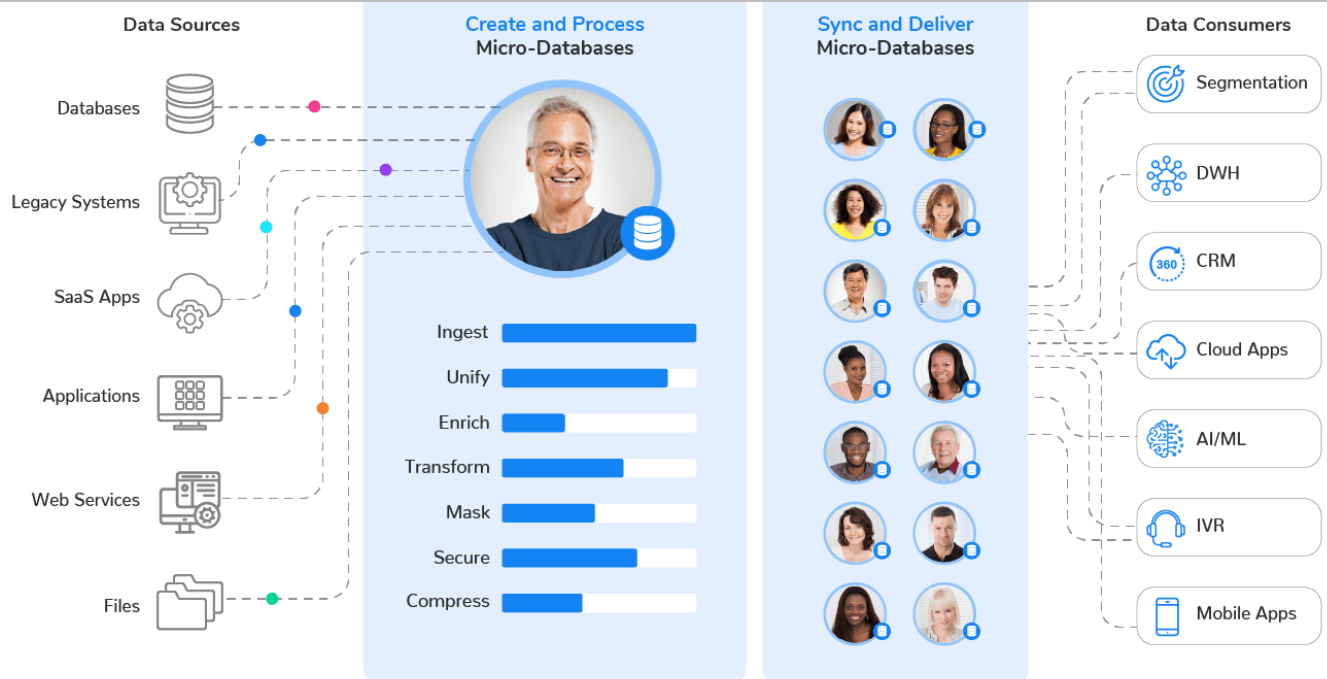 Data Sources
Databases
Legacy Systems
SaaS Apps
Applications
Web Services
Files
Create and Process
Micro-Databases
Ingest
Unify
Enrich
Transform
Mask
Secure
Compress
Sync and Deliver
Micro-Databases
Data Consumers
Segmentation
DWH
360
CRM
Cloud Apps
AI/ML
IVR
Mobile Apps